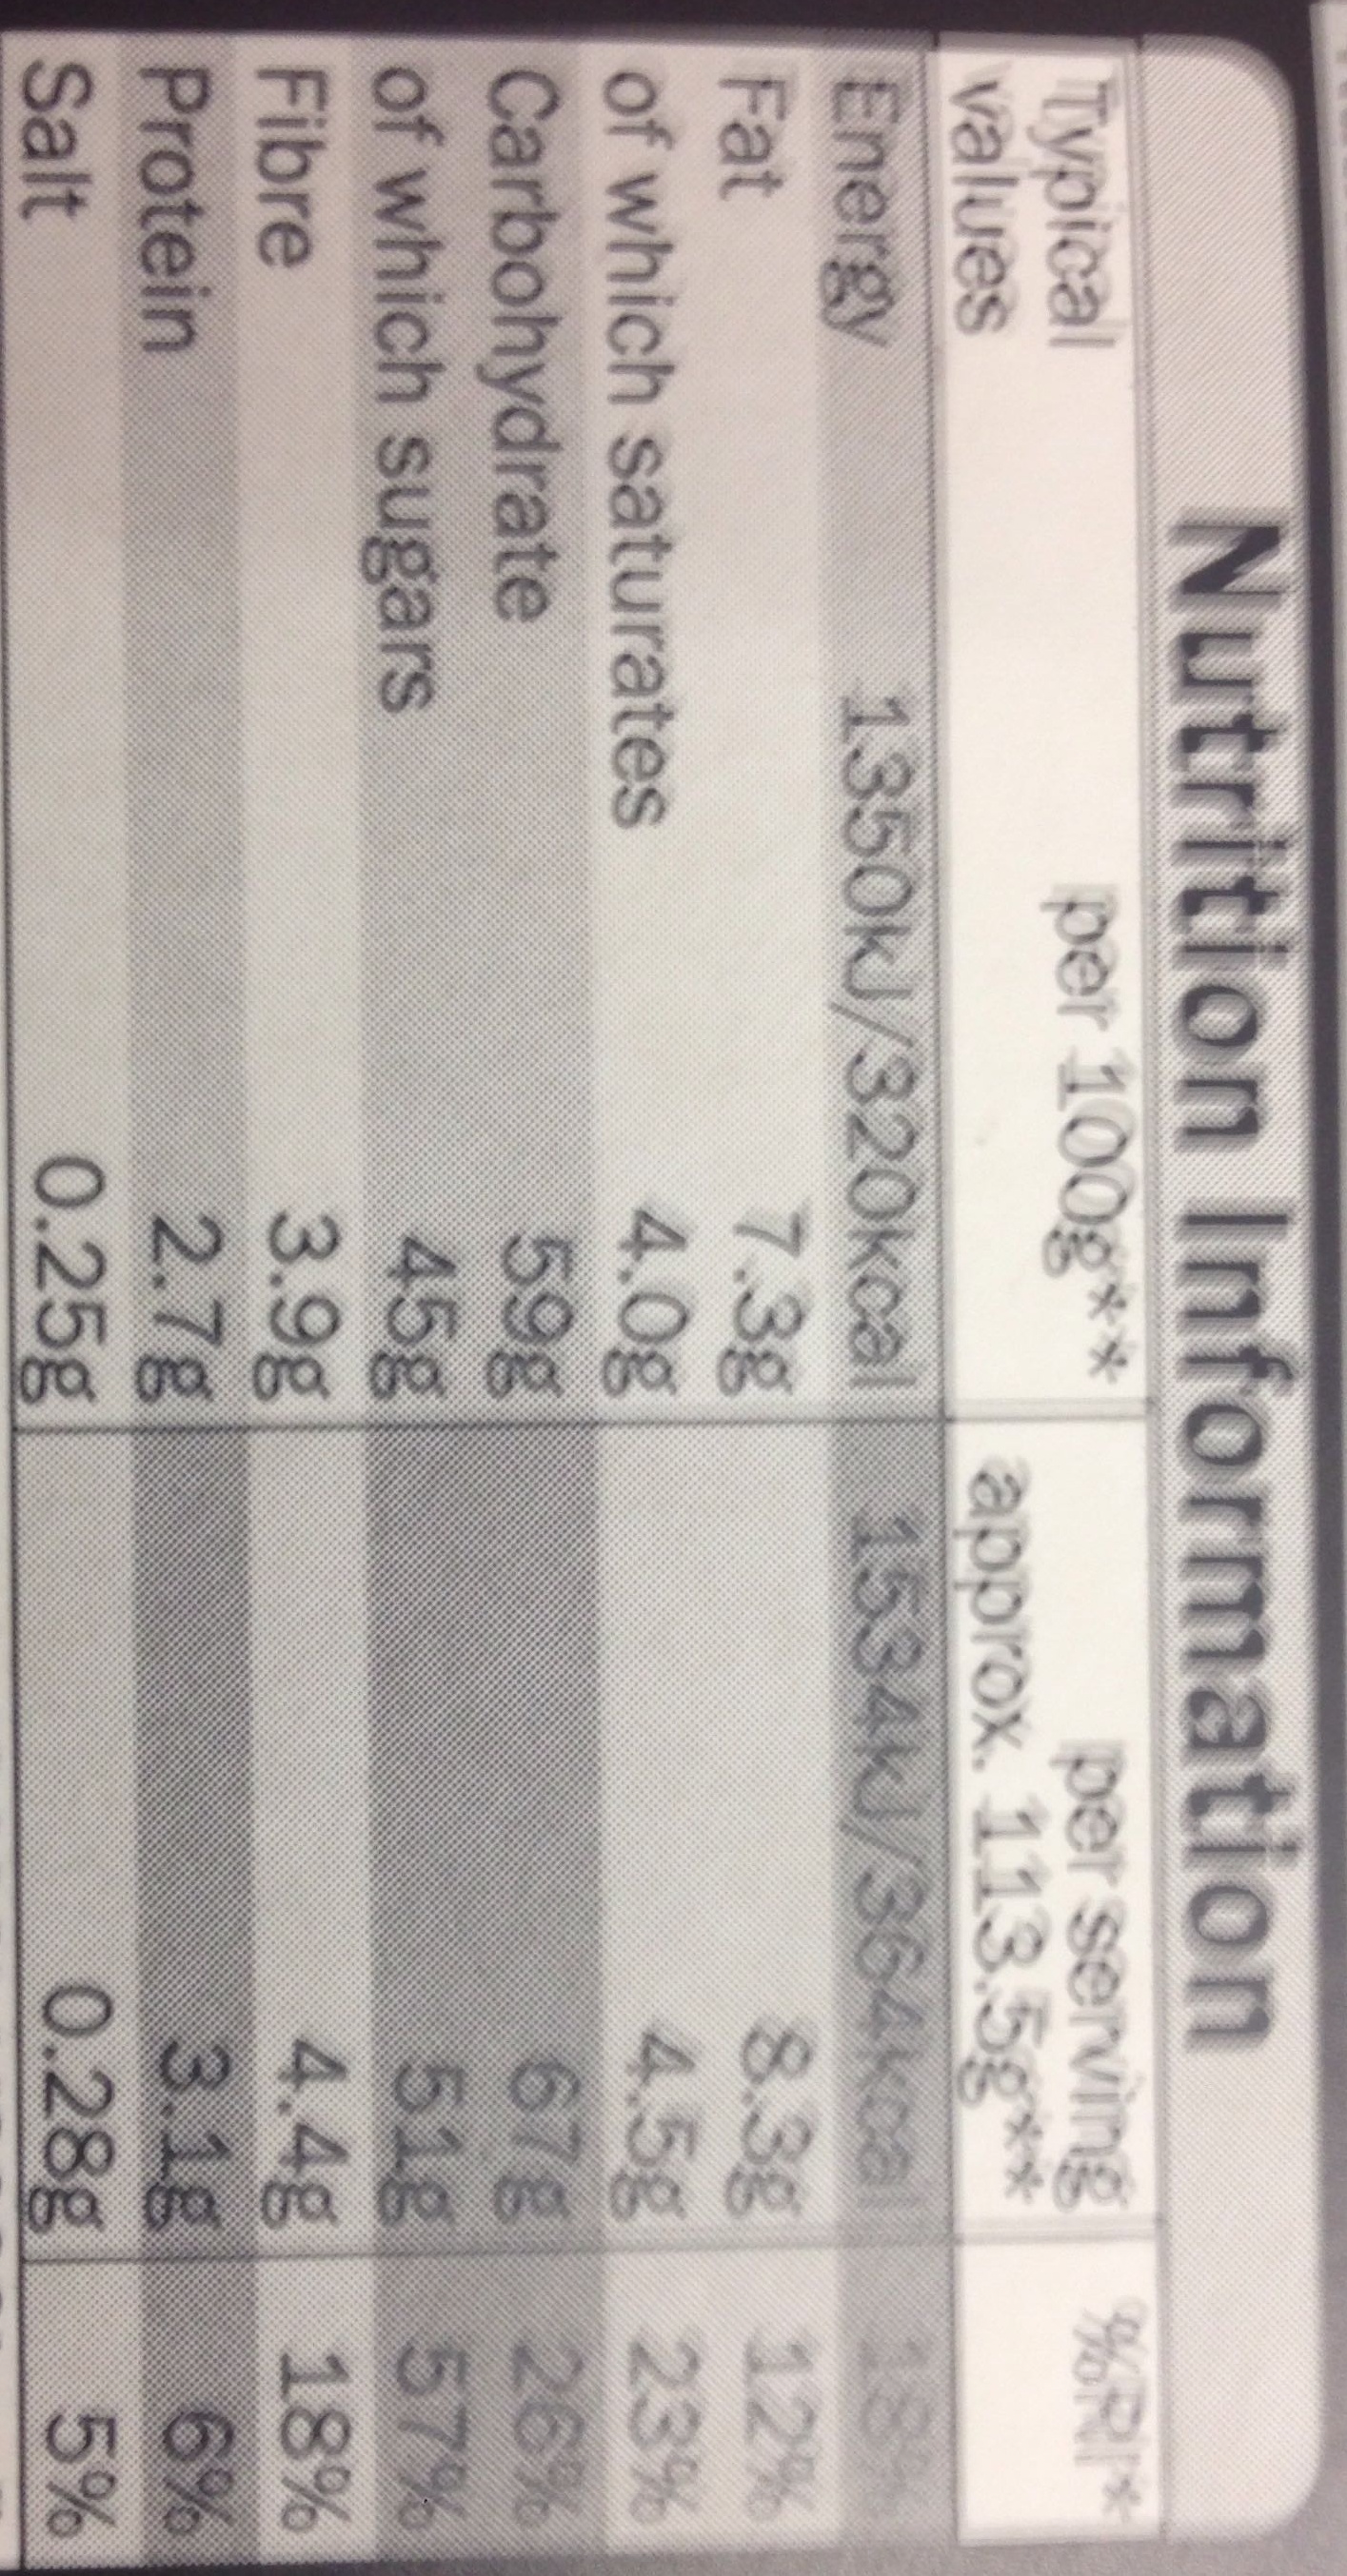 Nutrition Information
Typical values per 100g** per serving approx. 113.5g** %RI*
Energy 1350kJ/320kcal 1534kJ/364kcal 18%
Fat 7.3g 8.3g 12%
of which saturates 4.0g 4.5g 23%
Carbohydrate 59g 67g 26%
of which sugars 45g 51g 57%
Fibre 3.9g 4.4g 18%
Protein 2.7g 3.1g 6%
Salt 0.25g 0.28g 5%